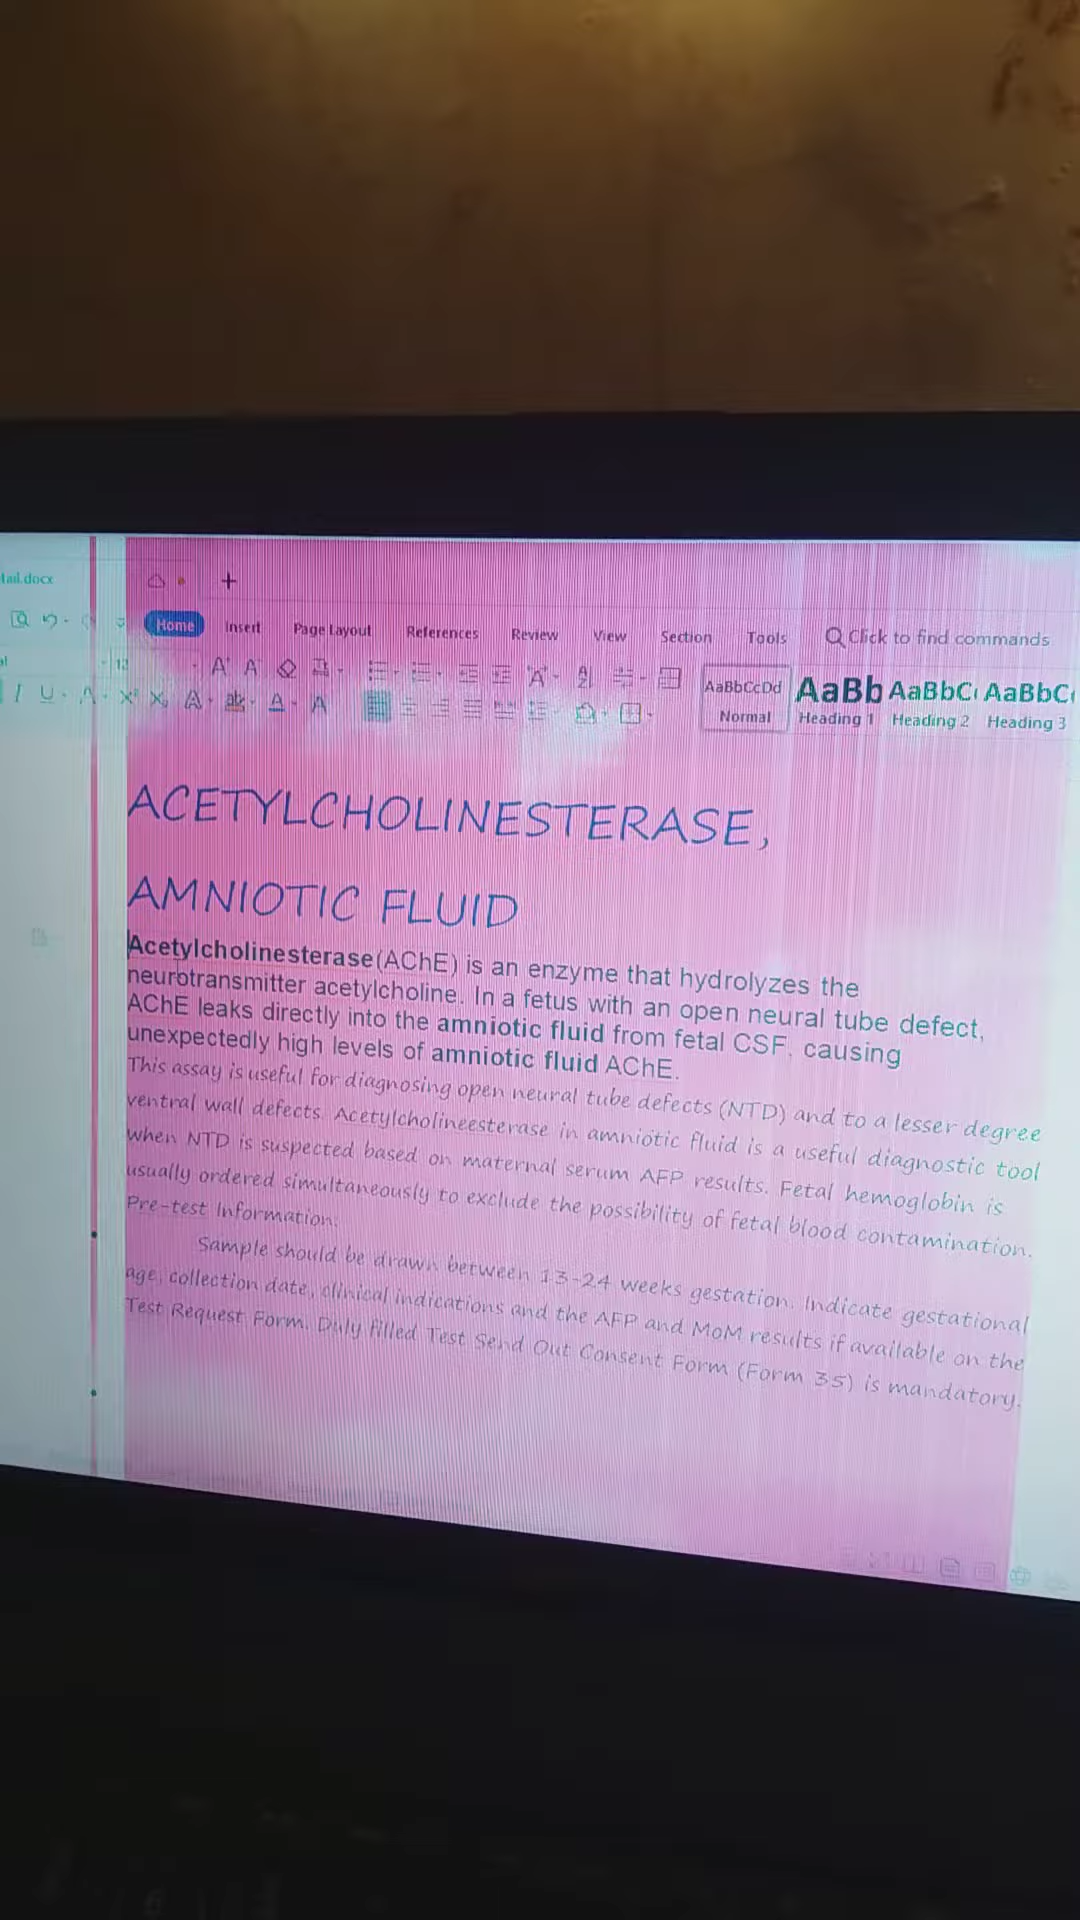 ail.docx
+
Home Insert Page Layout References Review View Section Tools Click to find commands
AaBbCcDd AaBb AaBbC AaBbC
Normal Heading 1 Heading 2 Heading 3
ACETYLCHOLINESTERASE,
AMNIOTIC FLUID
Acetylcholinesterase(AChE) is an enzyme that hydrolyzes the
neurotransmitter acetylcholine. In a fetus with an open neural tube defect,
AChE leaks directly into the amniotic fluid from fetal CSF, causing
unexpectedly high levels of amniotic fluid AChE.
This assay is useful for diagnosing open neural tube defects (NTD) and to a lesser degree
ventral wall defects. Acetylcholineesterase in amniotic fluid is a useful diagnostic tool
when NTD is suspected based on maternal serum AFP results. Fetal hemoglobin is
usually ordered simultaneously to exclude the possibility of fetal blood contamination.
Pre-test Information:
Sample should be drawn between 13-24 weeks gestation. Indicate gestational
age, collection date, clinical indications and the AFP and MoM results if available on the
Test Request Form. Duly filled Test Send Out Consent Form (Form 35) is mandatory.